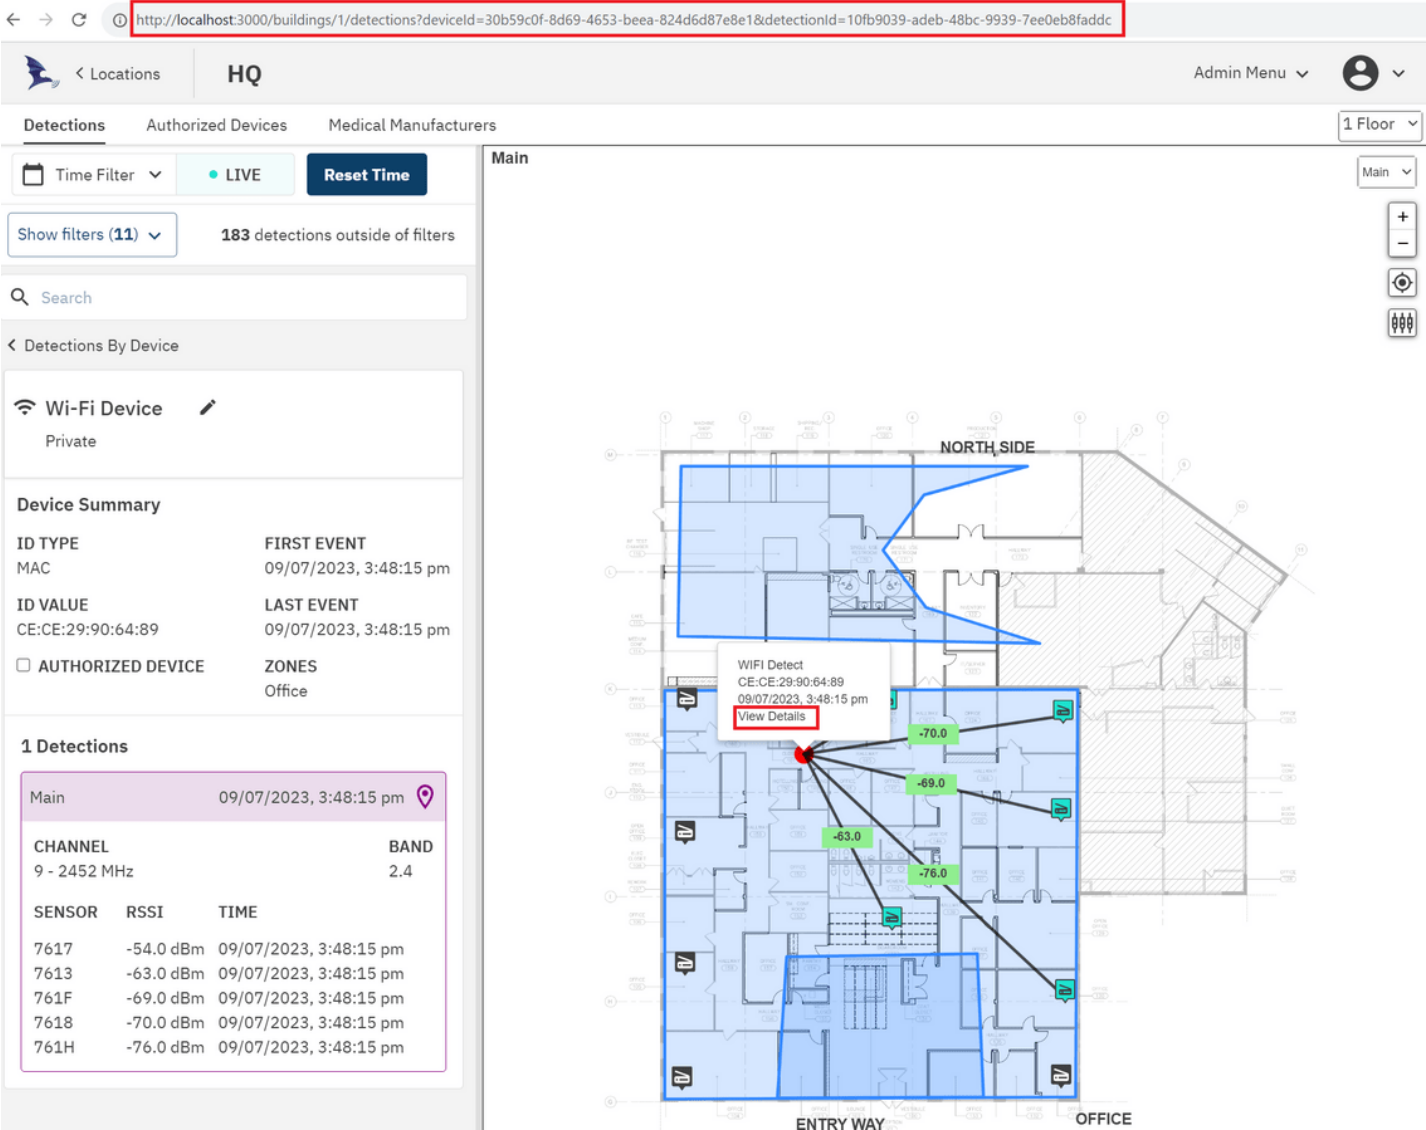 http://localhost:3000/buildings/1/detections?deviceId=30b59c0f-8d69-4653-beea-824d6d87e8e1&detectionId=10fb9039-adeb-48bc-9939-7ee0eb8faddc
Locations
HQ
Admin Menu
Detections
Authorized Devices
Medical Manufacturers
1 Floor
Time Filter
LIVE
Reset Time
Main
Main
Show filters (11)
183 detections outside of filters
+
−
Search
Detections By Device
Wi-Fi Device
Private
Device Summary
ID TYPE
MAC
FIRST EVENT
09/07/2023, 3:48:15 pm
ID VALUE
CE:CE:29:90:64:89
LAST EVENT
09/07/2023, 3:48:15 pm
AUTHORIZED DEVICE
ZONES
Office
1 Detections
Main 09/07/2023, 3:48:15 pm
CHANNEL BAND
9 - 2452 MHz 2.4
SENSOR RSSI TIME
7617 -54.0 dBm 09/07/2023, 3:48:15 pm
7613 -63.0 dBm 09/07/2023, 3:48:15 pm
761F -69.0 dBm 09/07/2023, 3:48:15 pm
7618 -70.0 dBm 09/07/2023, 3:48:15 pm
761H -76.0 dBm 09/07/2023, 3:48:15 pm
NORTH SIDE
WIFI Detect
CE:CE:29:90:64:89
09/07/2023, 3:48:15 pm
View Details
-70.0
-69.0
-63.0
-76.0
ENTRY WAY
OFFICE